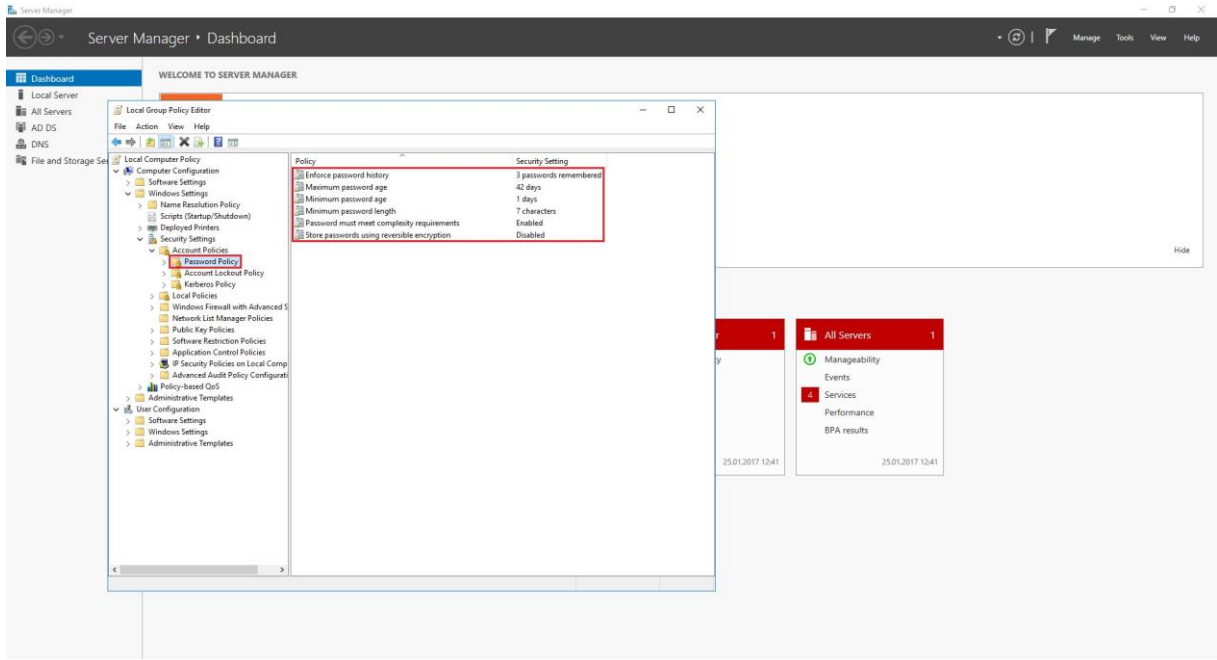 Server Manager
Server Manager • Dashboard
Manage Tools View Help
Dashboard
Local Server
All Servers
AD DS
DNS
File and Storage Se
WELCOME TO SERVER MANAGER
Local Group Policy Editor
File Action View Help
Local Computer Policy
Computer Configuration
Software Settings
Windows Settings
Name Resolution Policy
Scripts (Startup/Shutdown)
Deployed Printers
Security Settings
Account Policies
Password Policy
Account Lockout Policy
Kerberos Policy
Local Policies
Windows Firewall with Advanced S
Network List Manager Policies
Public Key Policies
Software Restriction Policies
Application Control Policies
IP Security Policies on Local Comp
Advanced Audit Policy Configurati
Policy-based QoS
Administrative Templates
User Configuration
Software Settings
Windows Settings
Administrative Templates
Policy Security Setting
Enforce password history 3 passwords remembered
Maximum password age 42 days
Minimum password age 1 days
Minimum password length 7 characters
Password must meet complexity requirements Enabled
Store passwords using reversible encryption Disabled
Hide
r 1
y
25.01.2017 12:41
All Servers 1
Manageability
Events
4 Services
Performance
BPA results
25.01.2017 12:41